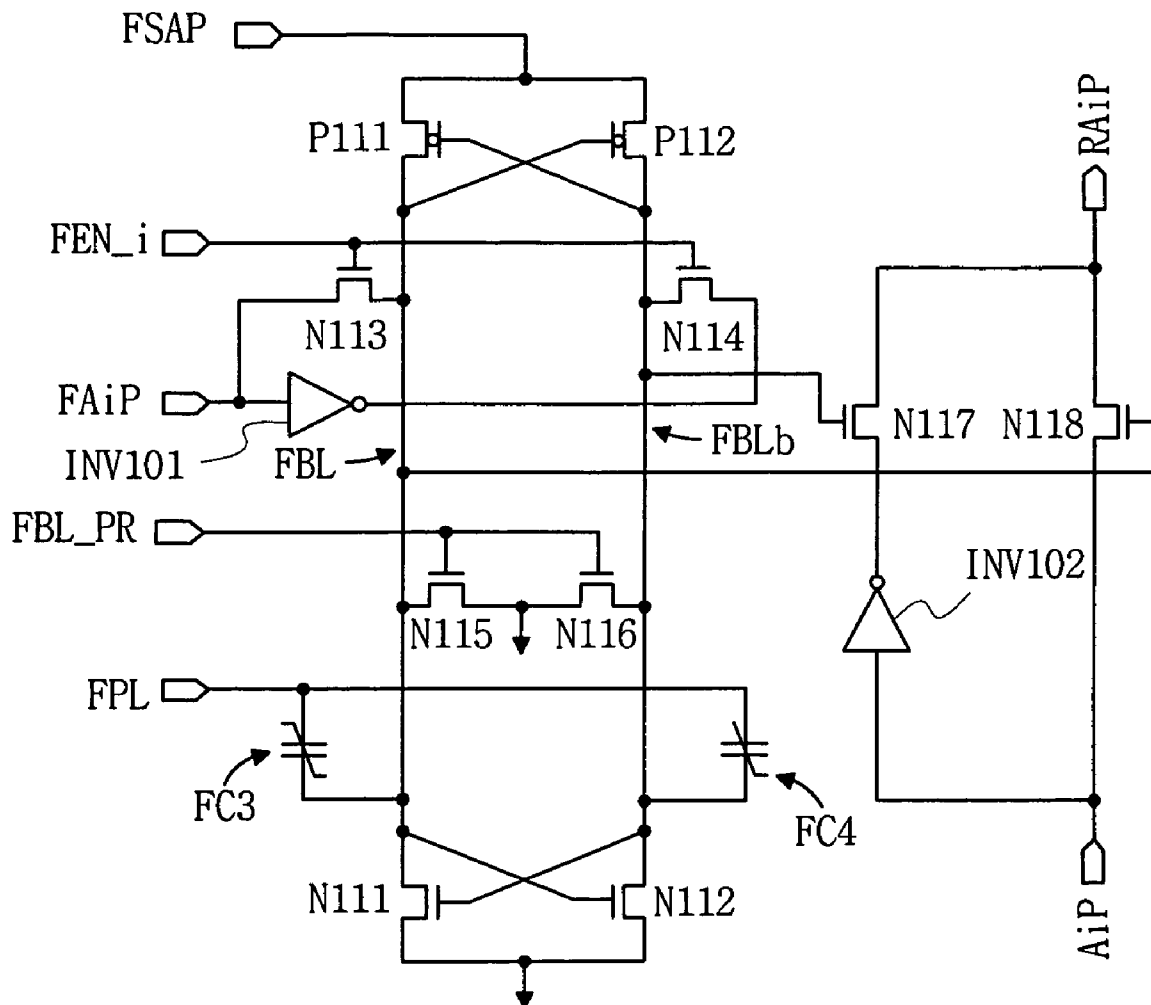 FSAP
RAiP
P111
P112
FEN_i
N113
N114
FAiP
INV101
FBL
FBLb
N117
N118
FBL_PR
N115
N116
INV102
FPL
FC3
FC4
N111
N112
AiP